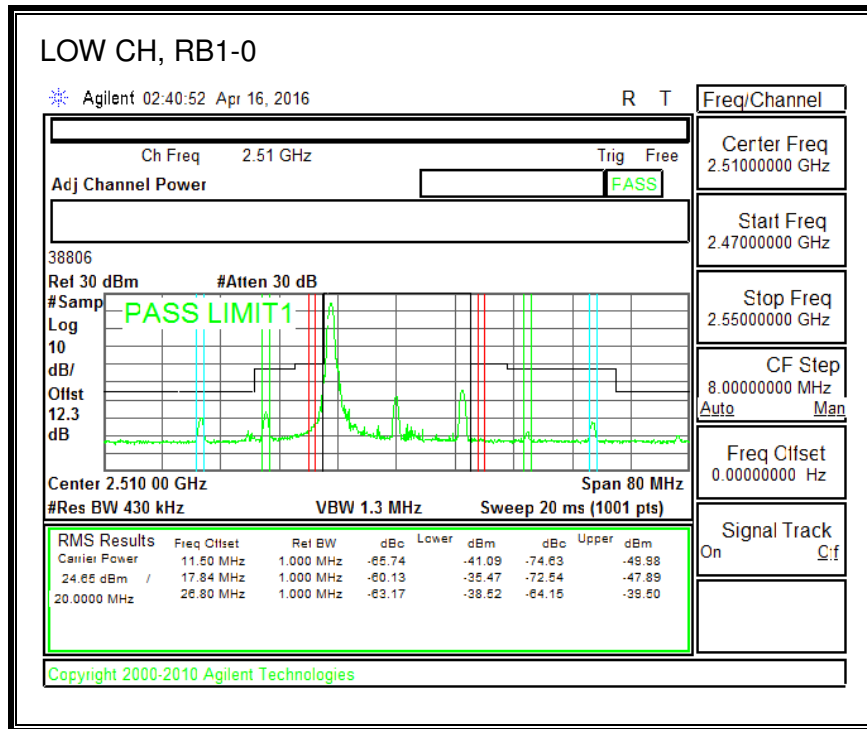 LOW CH, RB1-0
Agilent 02:40:52 Apr 16, 2016 R T
Ch Freq 2.51 GHz Trig Free
Adj Channel Power PASS
38806
Ref 30 dBm #Atten 30 dB
#Samp
Log
10
dB/
Offst
12.3
dB
PASS LIMIT1
Center 2.510 00 GHz Span 80 MHz
#Res BW 430 kHz VBW 1.3 MHz Sweep 20 ms (1001 pts)
RMS Results Freq Offset Ref BW dBc Lower dBm dBc Upper dBm
Carrier Power 11.50 MHz 1.000 MHz -65.74 -41.09 -74.63 -49.98
24.65 dBm / 17.84 MHz 1.000 MHz -60.13 -35.47 -72.54 -47.89
20.0000 MHz 26.80 MHz 1.000 MHz -63.17 -38.52 -64.15 -39.50
Copyright 2000-2010 Agilent Technologies
Freq/Channel
Center Freq
2.51000000 GHz
Start Freq
2.47000000 GHz
Stop Freq
2.55000000 GHz
CF Step
8.00000000 MHz
Auto Man
Freq Offset
0.00000000 Hz
Signal Track
On Off